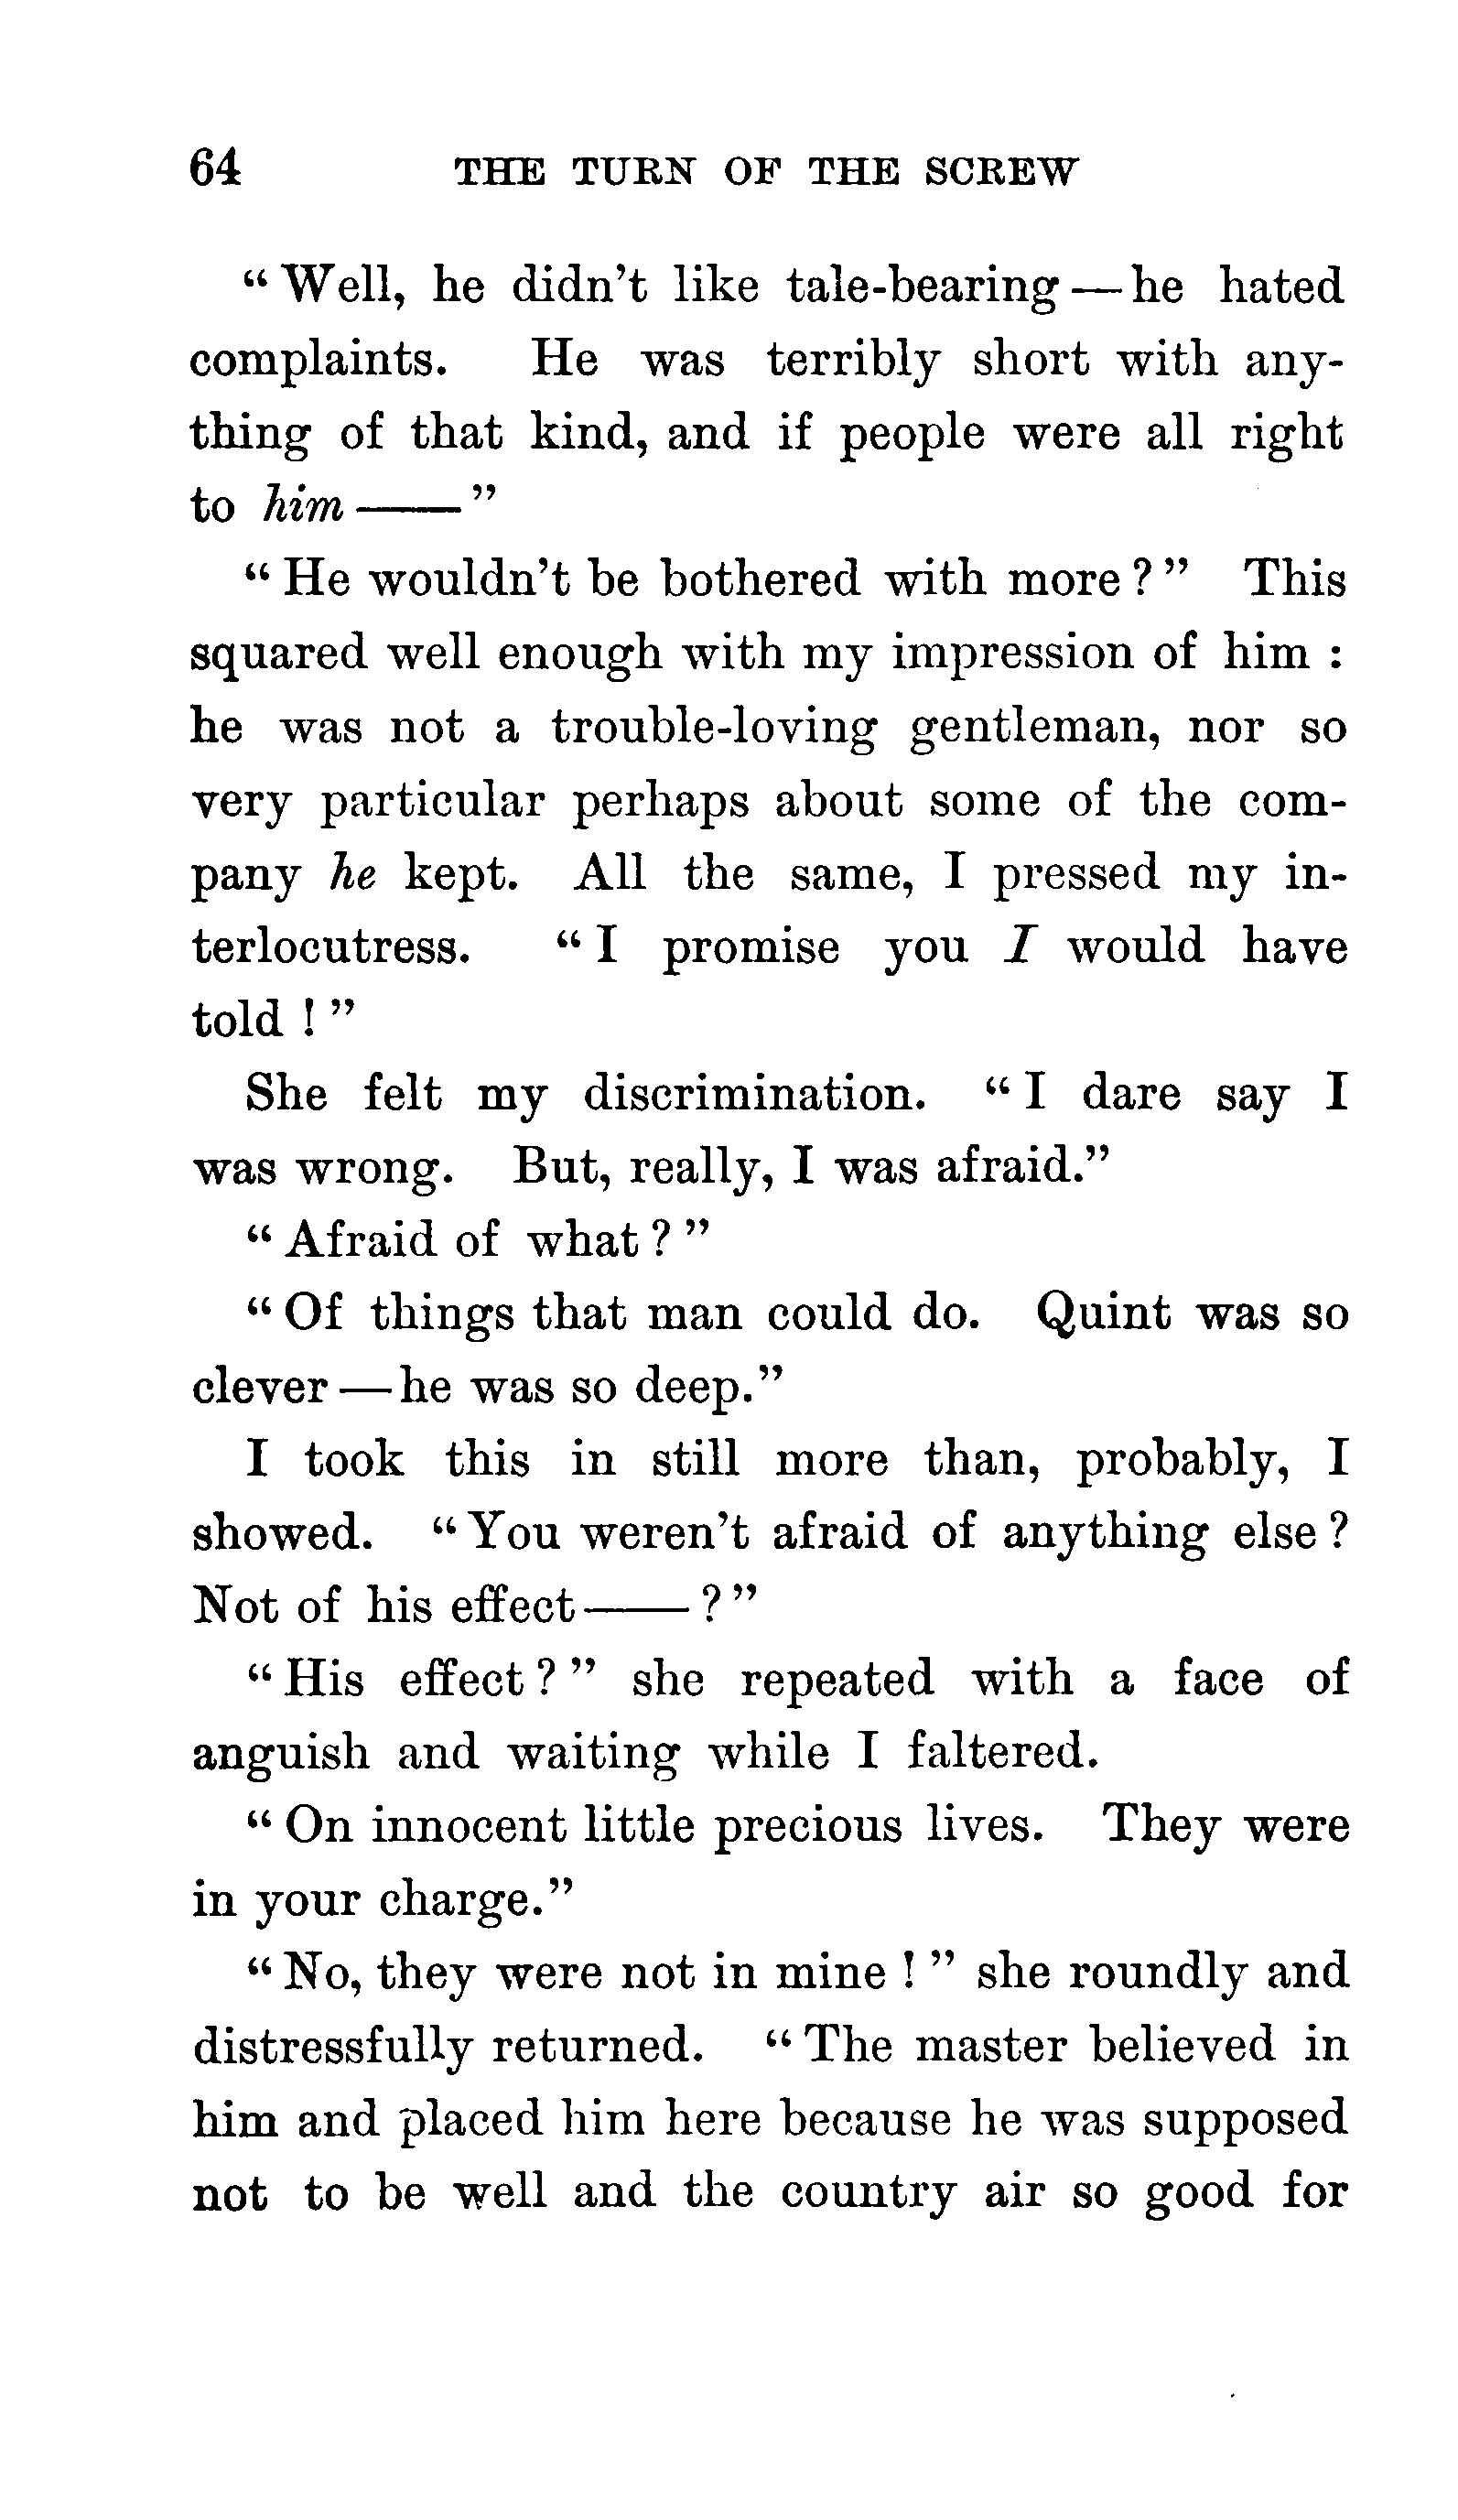 64 THE TURN OF THE SCREW
“Well, he didn’t like tale-bearing — he hated
complaints. He was terribly short with any-
thing of that kind, and if people were all right
to him ——”
“He wouldn’t be bothered with more?” This
squared well enough with my impression of him:
he was not a trouble-loving gentleman, nor so
very particular perhaps about some of the com-
pany he kept. All the same, I pressed my in-
terlocutress. “I promise you I would have
told!”
She felt my discrimination. “I dare say I
was wrong. But, really, I was afraid.”
“Afraid of what?”
“Of things that man could do. Quint was so
clever — he was so deep.”
I took this in still more than, probably, I
showed. “You weren’t afraid of anything else?
Not of his effect —— ?”
“His effect?” she repeated with a face of
anguish and waiting while I faltered.
“On innocent little precious lives. They were
in your charge.”
“No, they were not in mine!” she roundly and
distressfully returned. “The master believed in
him and placed him here because he was supposed
not to be well and the country air so good for